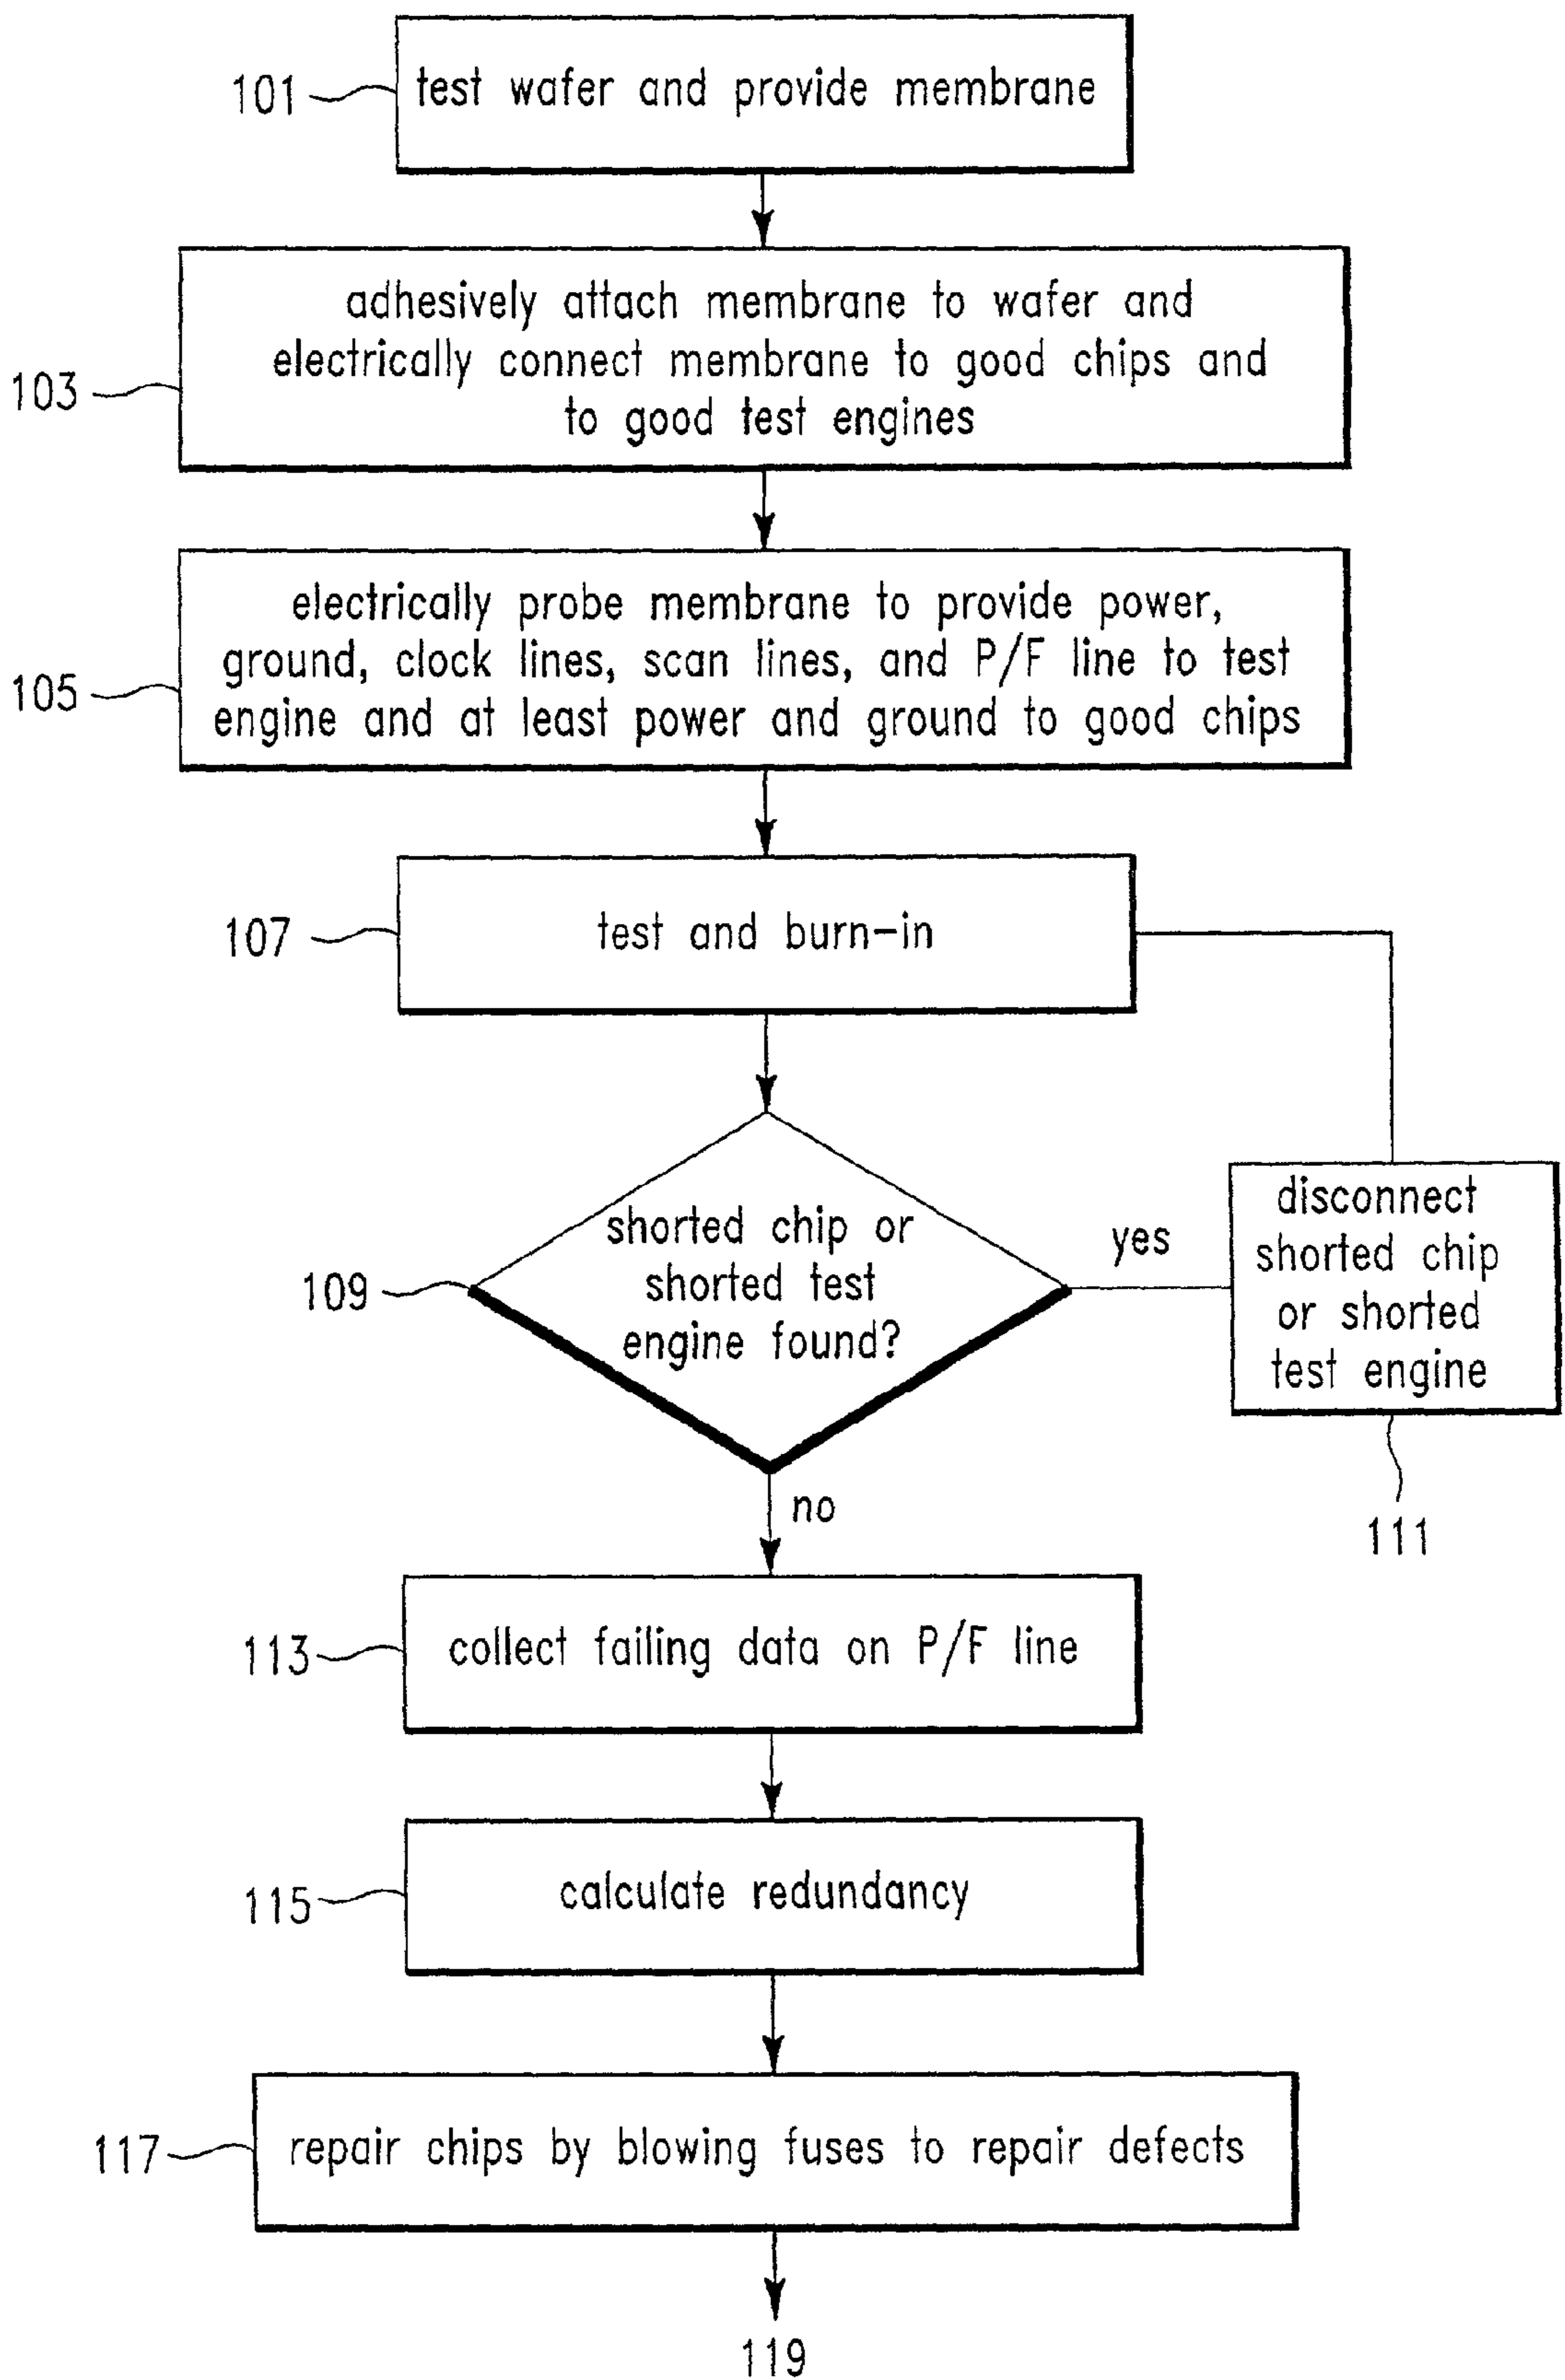 101
test wafer and provide membrane
103
adhesively attach membrane to wafer and
electrically connect membrane to good chips and
to good test engines
105
electrically probe membrane to provide power,
ground, clock lines, scan lines, and P/F line to test
engine and at least power and ground to good chips
107
test and burn-in
109
shorted chip or
shorted test
engine found?
yes
disconnect
shorted chip
or shorted
test engine
111
no
113
collect failing data on P/F line
115
calculate redundancy
117
repair chips by blowing fuses to repair defects
119